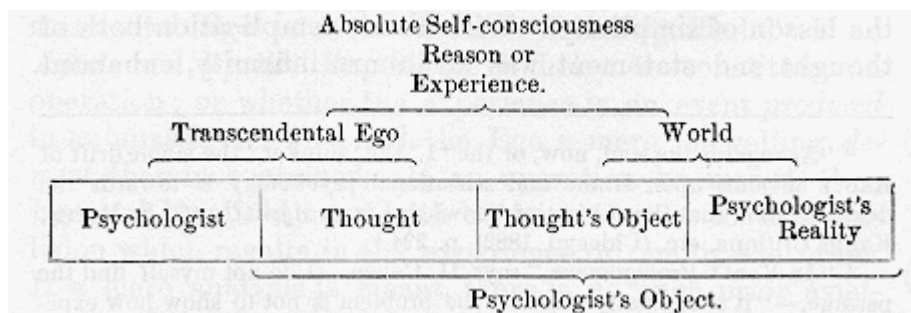 Absolute Self-consciousness
Reason or
Experience.
Transcendental Ego World
Psychologist Thought Thought's Object Psychologist's
Reality
Psychologist's Object.